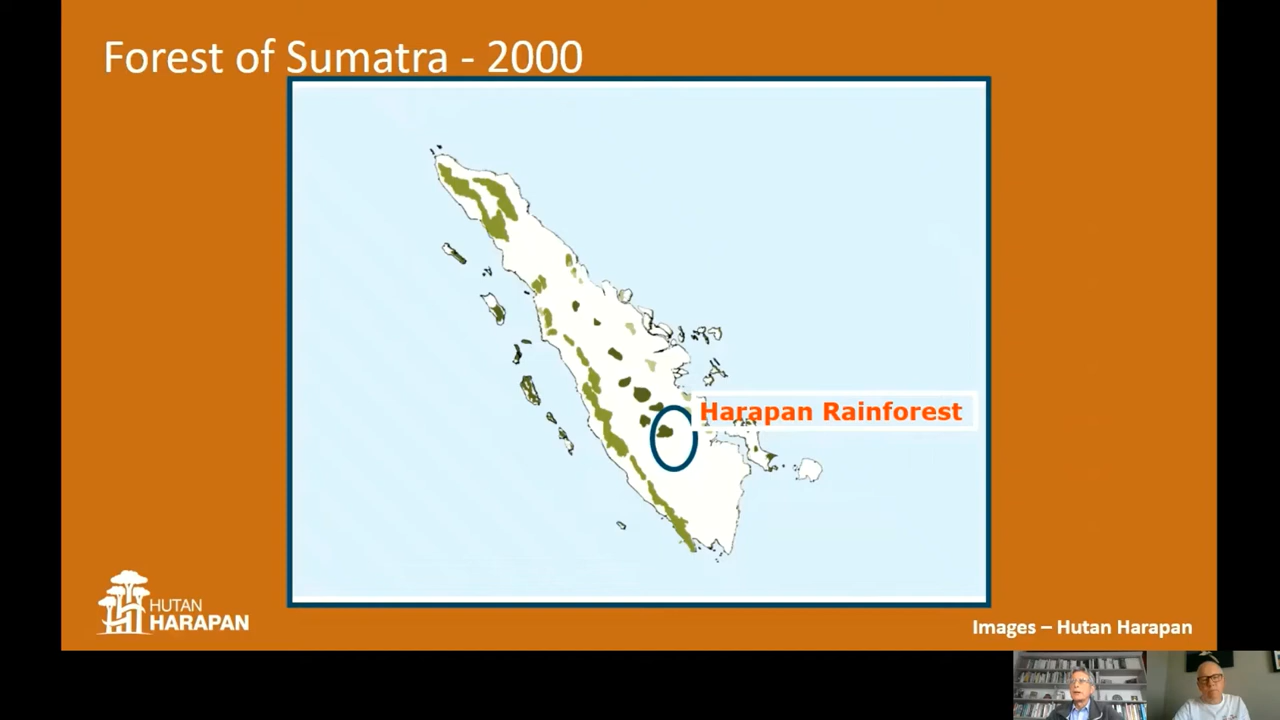 Forest of Sumatra - 2000
Harapan Rainforest
HUTAN
HARAPAN
Images – Hutan Harapan